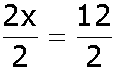 2x/2 = 12/2